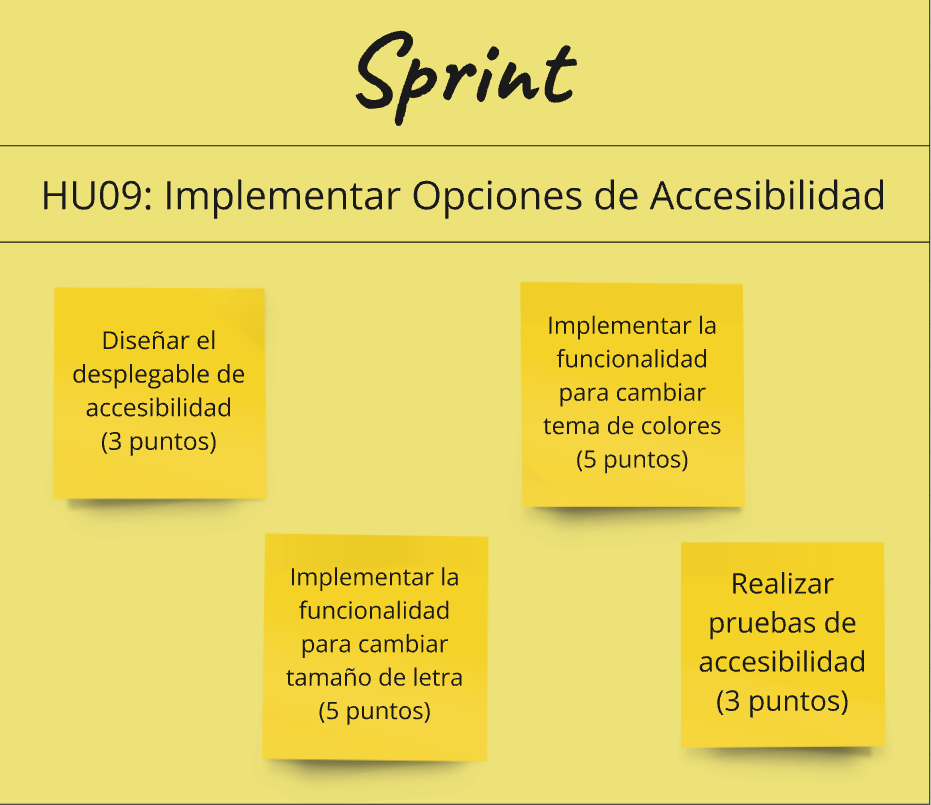 Sprint
HU09: Implementar Opciones de Accesibilidad
Diseñar el
desplegable de
accesibilidad
(3 puntos)
Implementar la
funcionalidad
para cambiar
tamaño de letra
(5 puntos)
Implementar la
funcionalidad
para cambiar
tema de colores
(5 puntos)
Realizar
pruebas de
accesibilidad
(3 puntos)